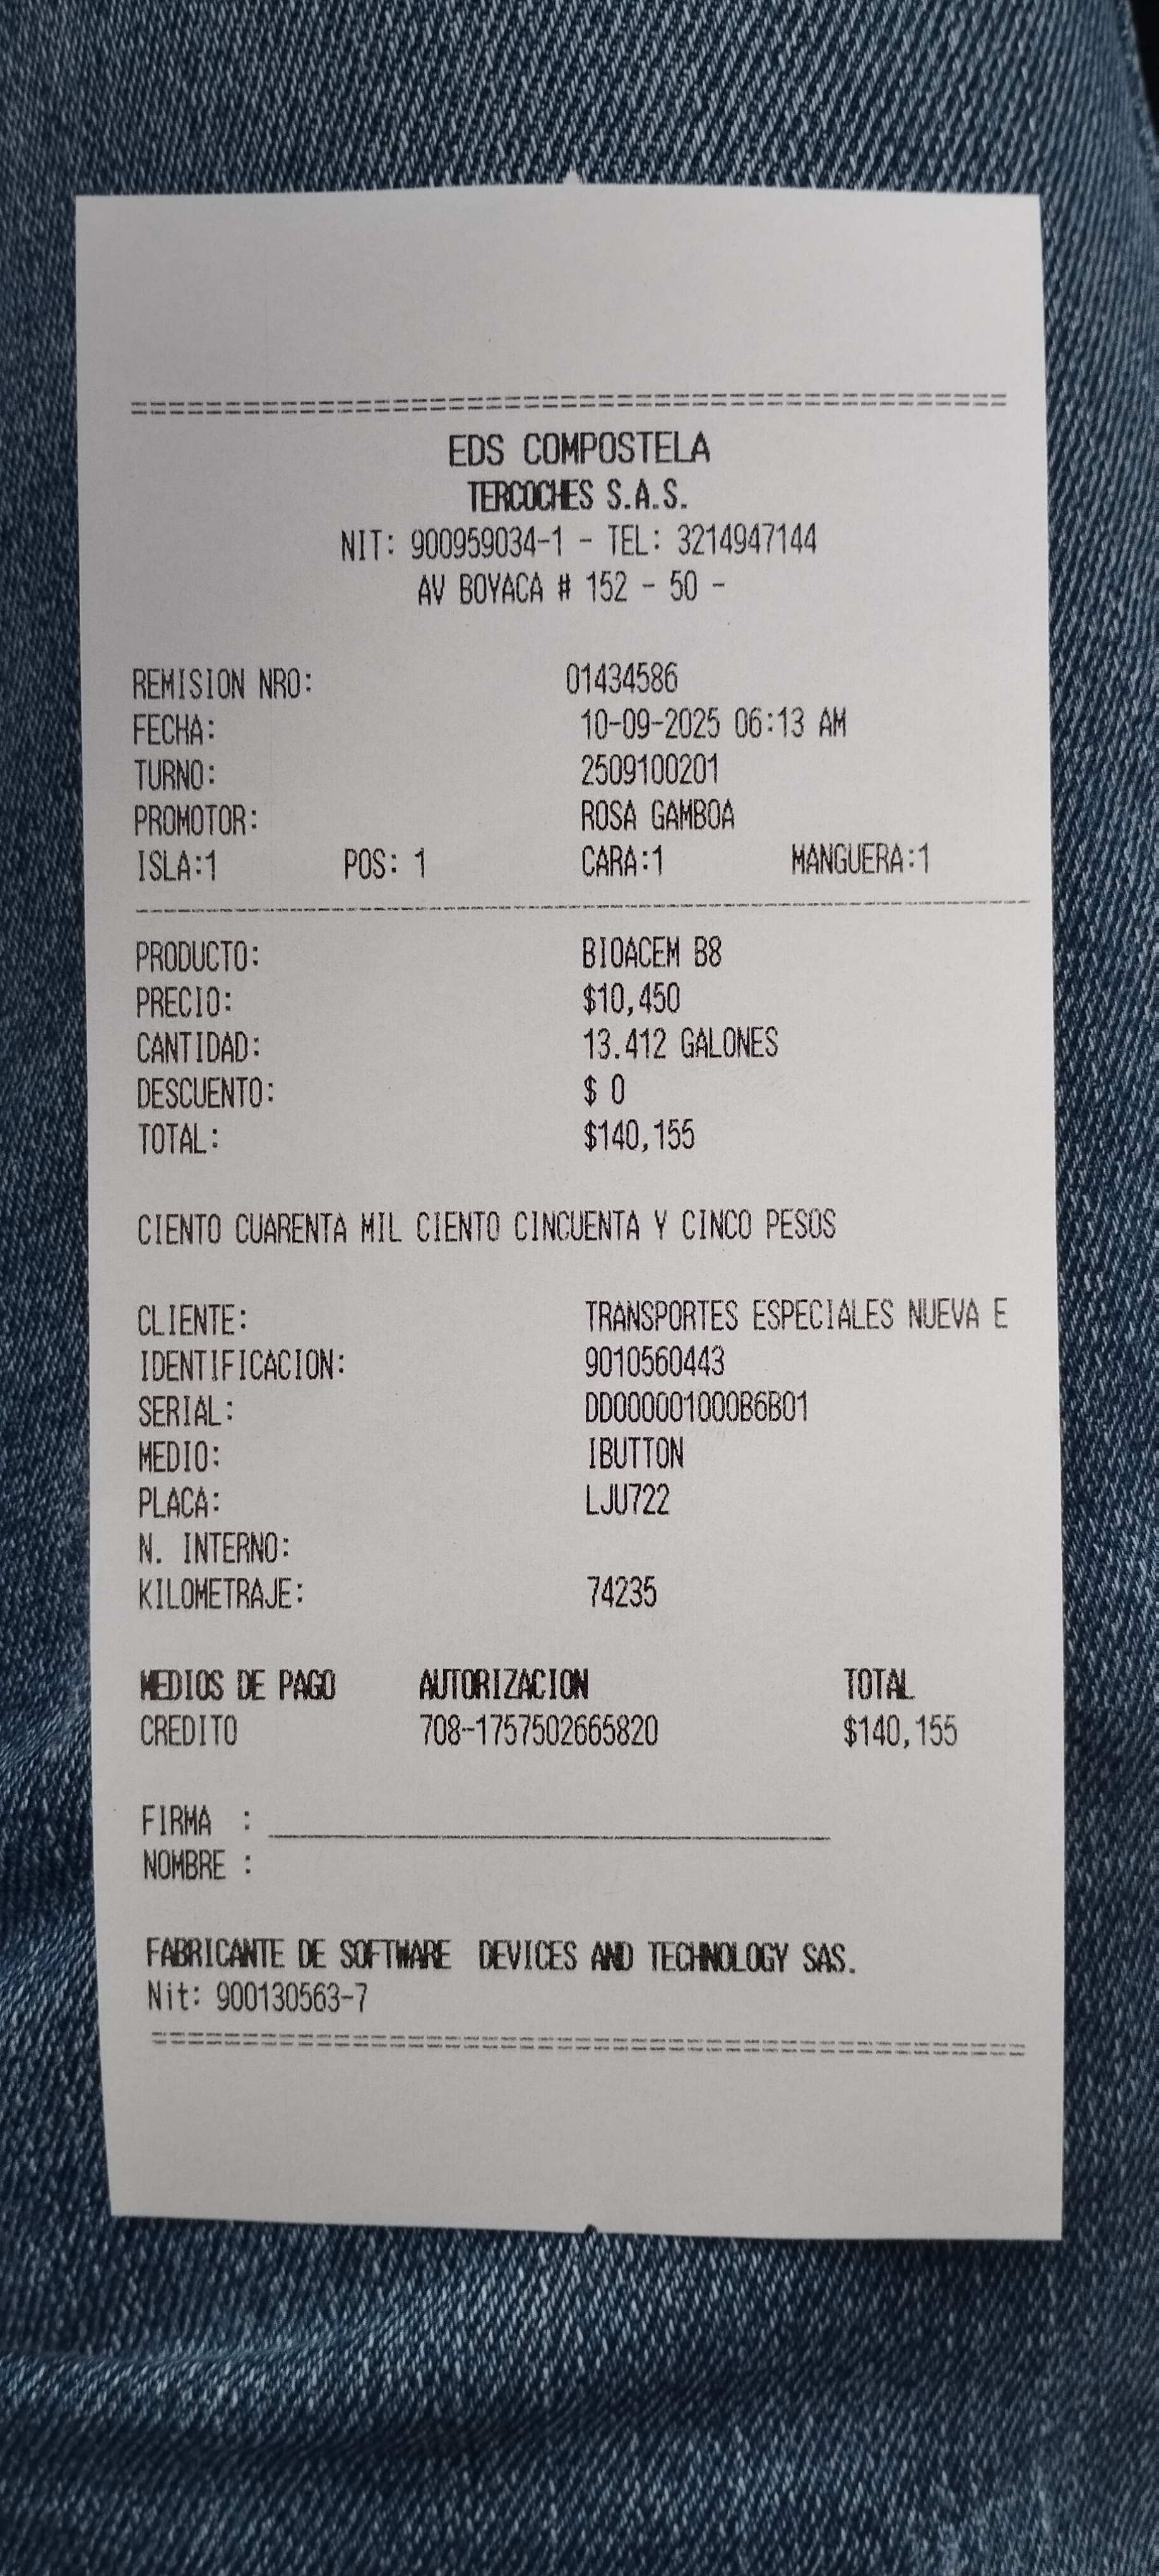 EDS COMPOSTELA
TERCOCHES S.A.S.
NIT: 900959034-1 - TEL: 3214947144
AV BOYACA # 152 - 50 -
REMISION NRO: 01434586
FECHA: 10-09-2025 06:13 AM
TURNO: 2509100201
PROMOTOR: ROSA GAMBOA
ISLA:1 POS: 1 CARA:1 MANGUERA:1
PRODUCTO: BIOACEM B8
PRECIO: $10,450
CANTIDAD: 13.412 GALONES
DESCUENTO: $ 0
TOTAL: $140,155
CIENTO CUARENTA MIL CIENTO CINCUENTA Y CINCO PESOS
CLIENTE: TRANSPORTES ESPECIALES NUEVA E
IDENTIFICACION: 9010560443
SERIAL: DD000001000B6B01
MEDIO: IBUTTON
PLACA: LJU722
N. INTERNO:
KILOMETRAJE: 74235
MEDIOS DE PAGO AUTORIZACION TOTAL
CREDITO 708-1757502665820 $140,155
FIRMA :
NOMBRE :
FABRICANTE DE SOFTWARE DEVICES AND TECHNOLOGY SAS.
Nit: 900130563-7